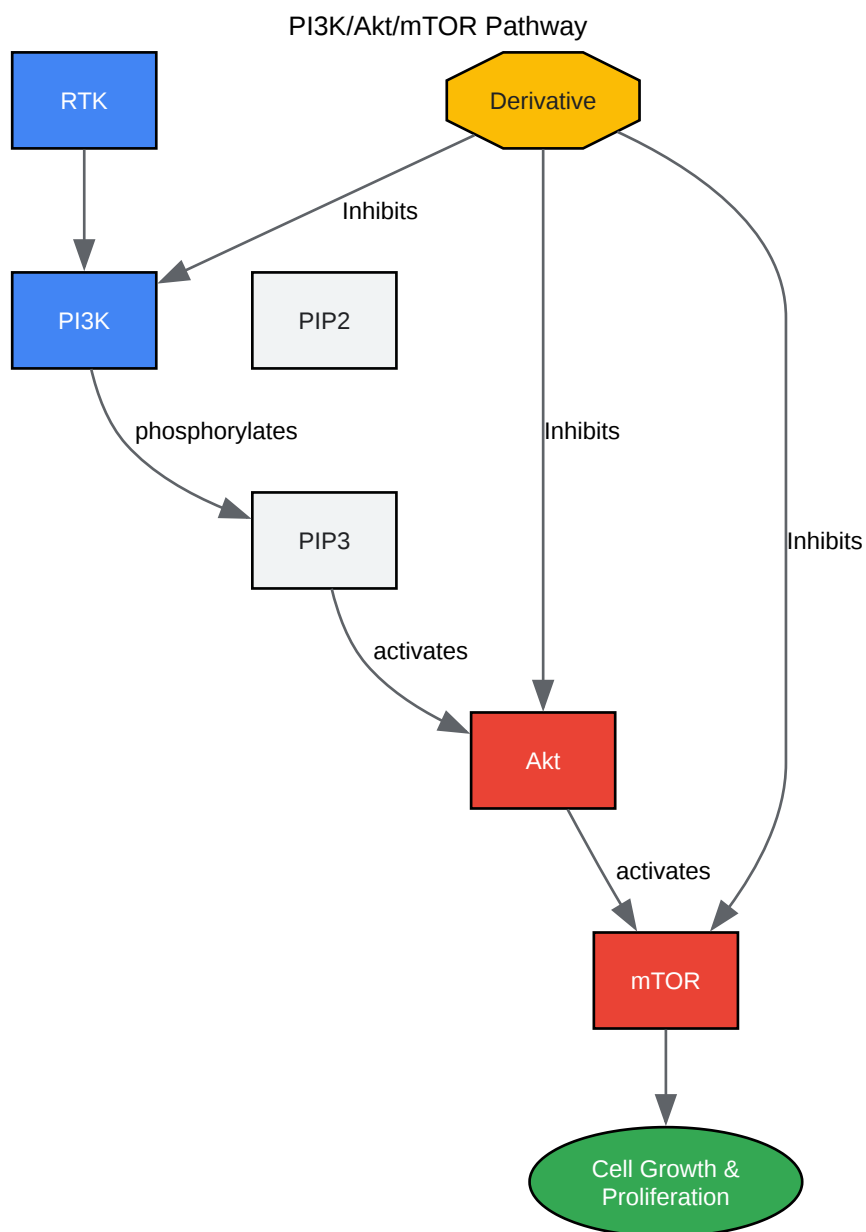 PI3K/Akt/mTOR Pathway
RTK
Derivative
Inhibits
PI3K
PIP2
phosphorylates
Inhibits
PIP3
Inhibits
activates
Akt
activates
mTOR
Cell Growth &
Proliferation